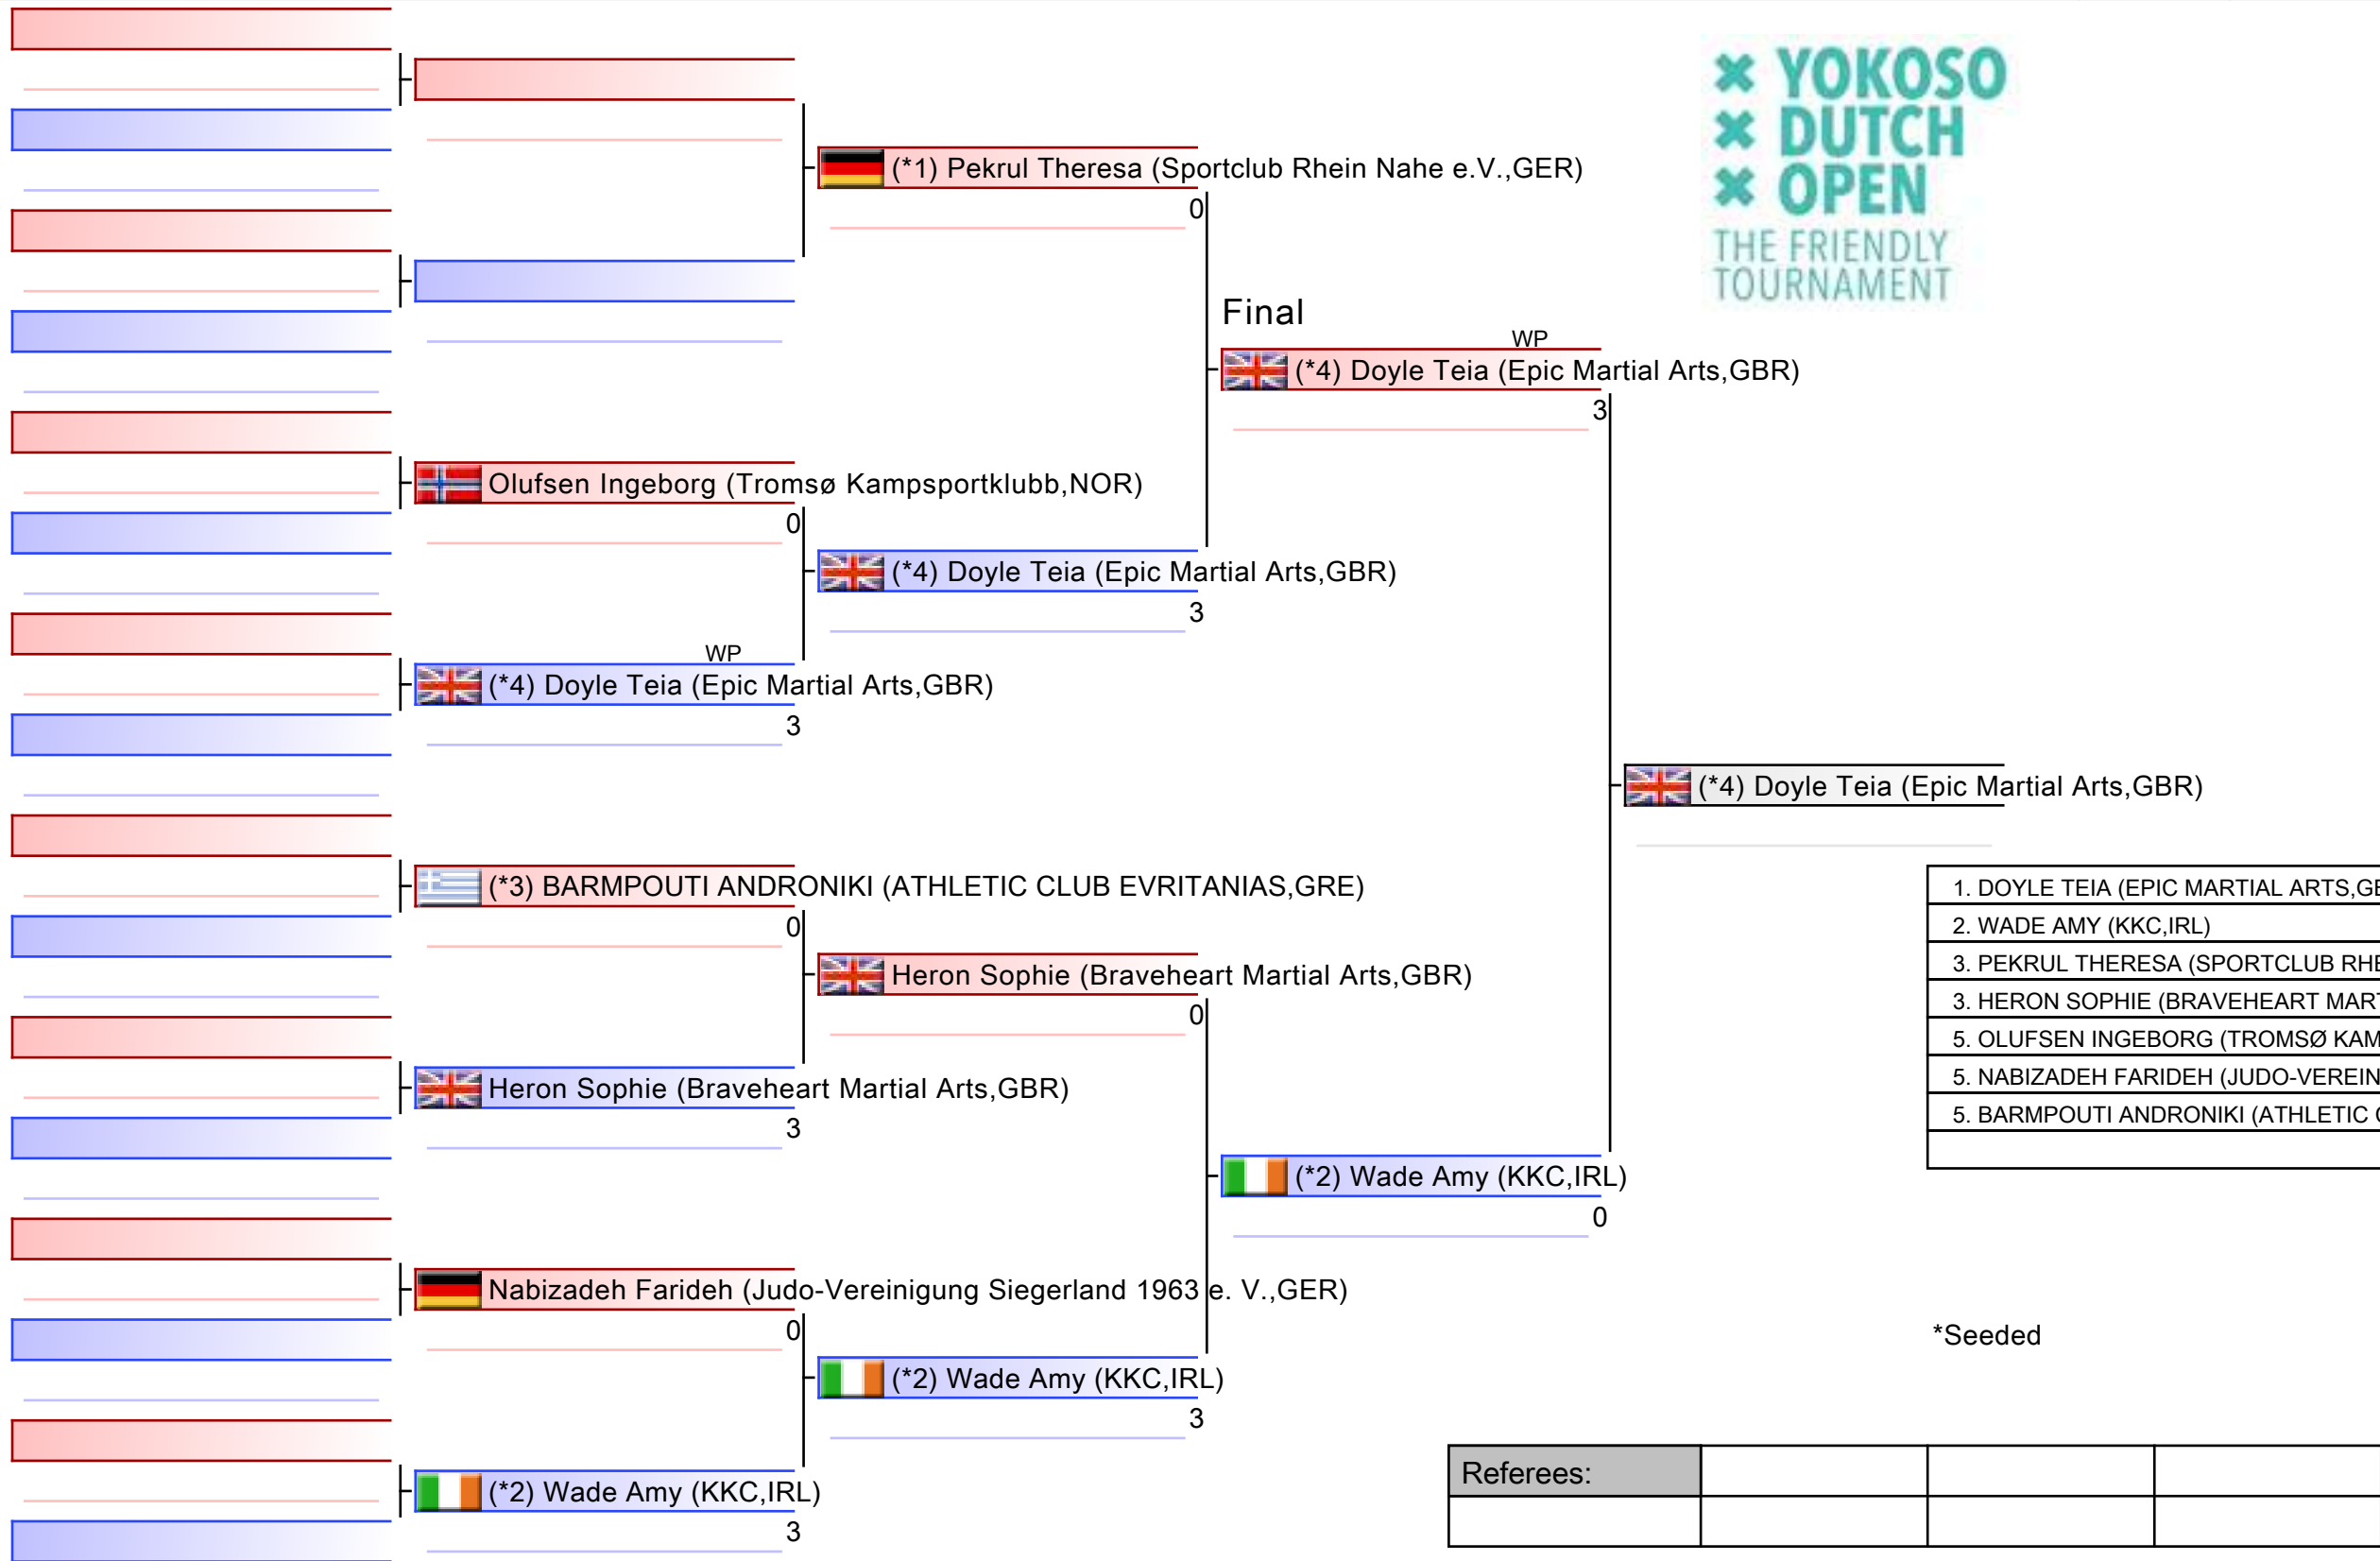 YOKOSO
DUTCH
OPEN
THE FRIENDLY
TOURNAMENT
(*1) Pekrul Theresa (Sportclub Rhein Nahe e.V.,GER)
0
Final
WP
(*4) Doyle Teia (Epic Martial Arts,GBR)
3
Olufsen Ingeborg (Tromsø Kampsportklubb,NOR)
0
(*4) Doyle Teia (Epic Martial Arts,GBR)
3
WP
(*4) Doyle Teia (Epic Martial Arts,GBR)
3
(*4) Doyle Teia (Epic Martial Arts,GBR)
(*3) BARMPOUTI ANDRONIKI (ATHLETIC CLUB EVRITANIAS,GRE)
0
Heron Sophie (Braveheart Martial Arts,GBR)
0
Heron Sophie (Braveheart Martial Arts,GBR)
3
(*2) Wade Amy (KKC,IRL)
0
Nabizadeh Farideh (Judo-Vereinigung Siegerland 1963 e. V.,GER)
0
(*2) Wade Amy (KKC,IRL)
3
(*2) Wade Amy (KKC,IRL)
3
1. DOYLE TEIA (EPIC MARTIAL ARTS,GB
2. WADE AMY (KKC,IRL)
3. PEKRUL THERESA (SPORTCLUB RHE
3. HERON SOPHIE (BRAVEHEART MART
5. OLUFSEN INGEBORG (TROMSØ KAM
5. NABIZADEH FARIDEH (JUDO-VEREIN
5. BARMPOUTI ANDRONIKI (ATHLETIC
*Seeded
Referees: